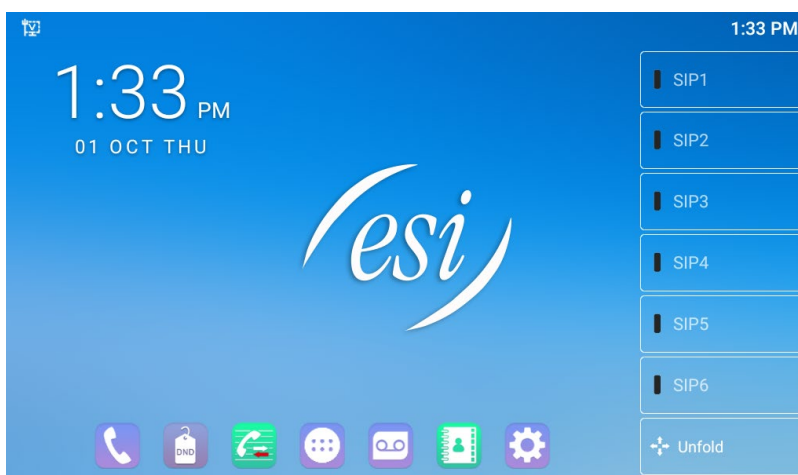 1:33 PM
1:33 PM
01 OCT THU
esi
SIP1
SIP2
SIP3
SIP4
SIP5
SIP6
Unfold
DND